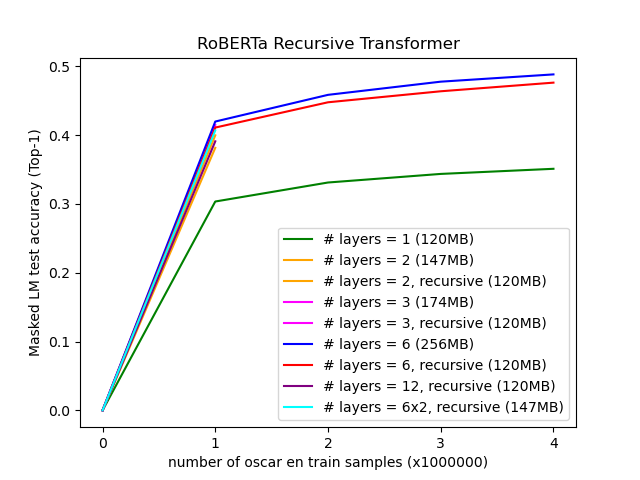 RoBERTa Recursive Transformer
0.5
0.4
0.3
0.2
0.1
0.0
Masked LM test accuracy (Top-1)
# layers = 1 (120MB)
# layers = 2 (147MB)
# layers = 2, recursive (120MB)
# layers = 3 (174MB)
# layers = 3, recursive (120MB)
# layers = 6 (256MB)
# layers = 6, recursive (120MB)
# layers = 12, recursive (120MB)
# layers = 6x2, recursive (147MB)
0 1 2 3 4
number of oscar en train samples (x1000000)